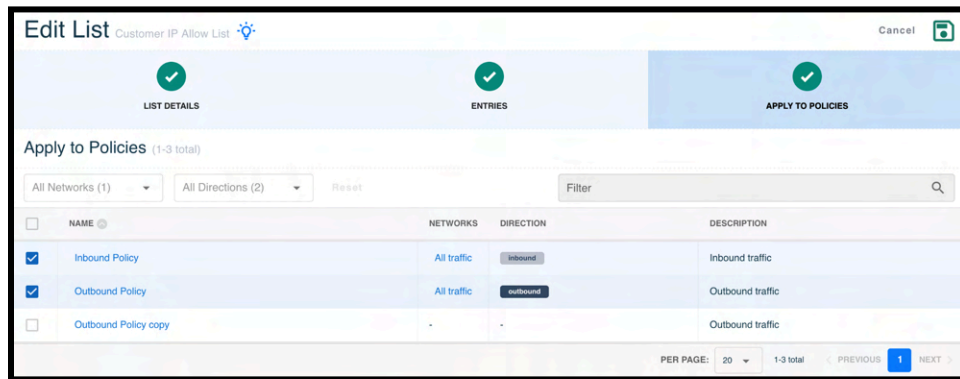 Edit List Customer IP Allow List Cancel
LIST DETAILS ENTRIES APPLY TO POLICIES
Apply to Policies (1-3 total)
All Networks (1) All Directions (2) Reset Filter
NAME NETWORKS DIRECTION DESCRIPTION
Inbound Policy All traffic inbound Inbound traffic
Outbound Policy All traffic outbound Outbound traffic
Outbound Policy copy - - Outbound traffic
PER PAGE: 20 1-3 total < PREVIOUS 1 NEXT >